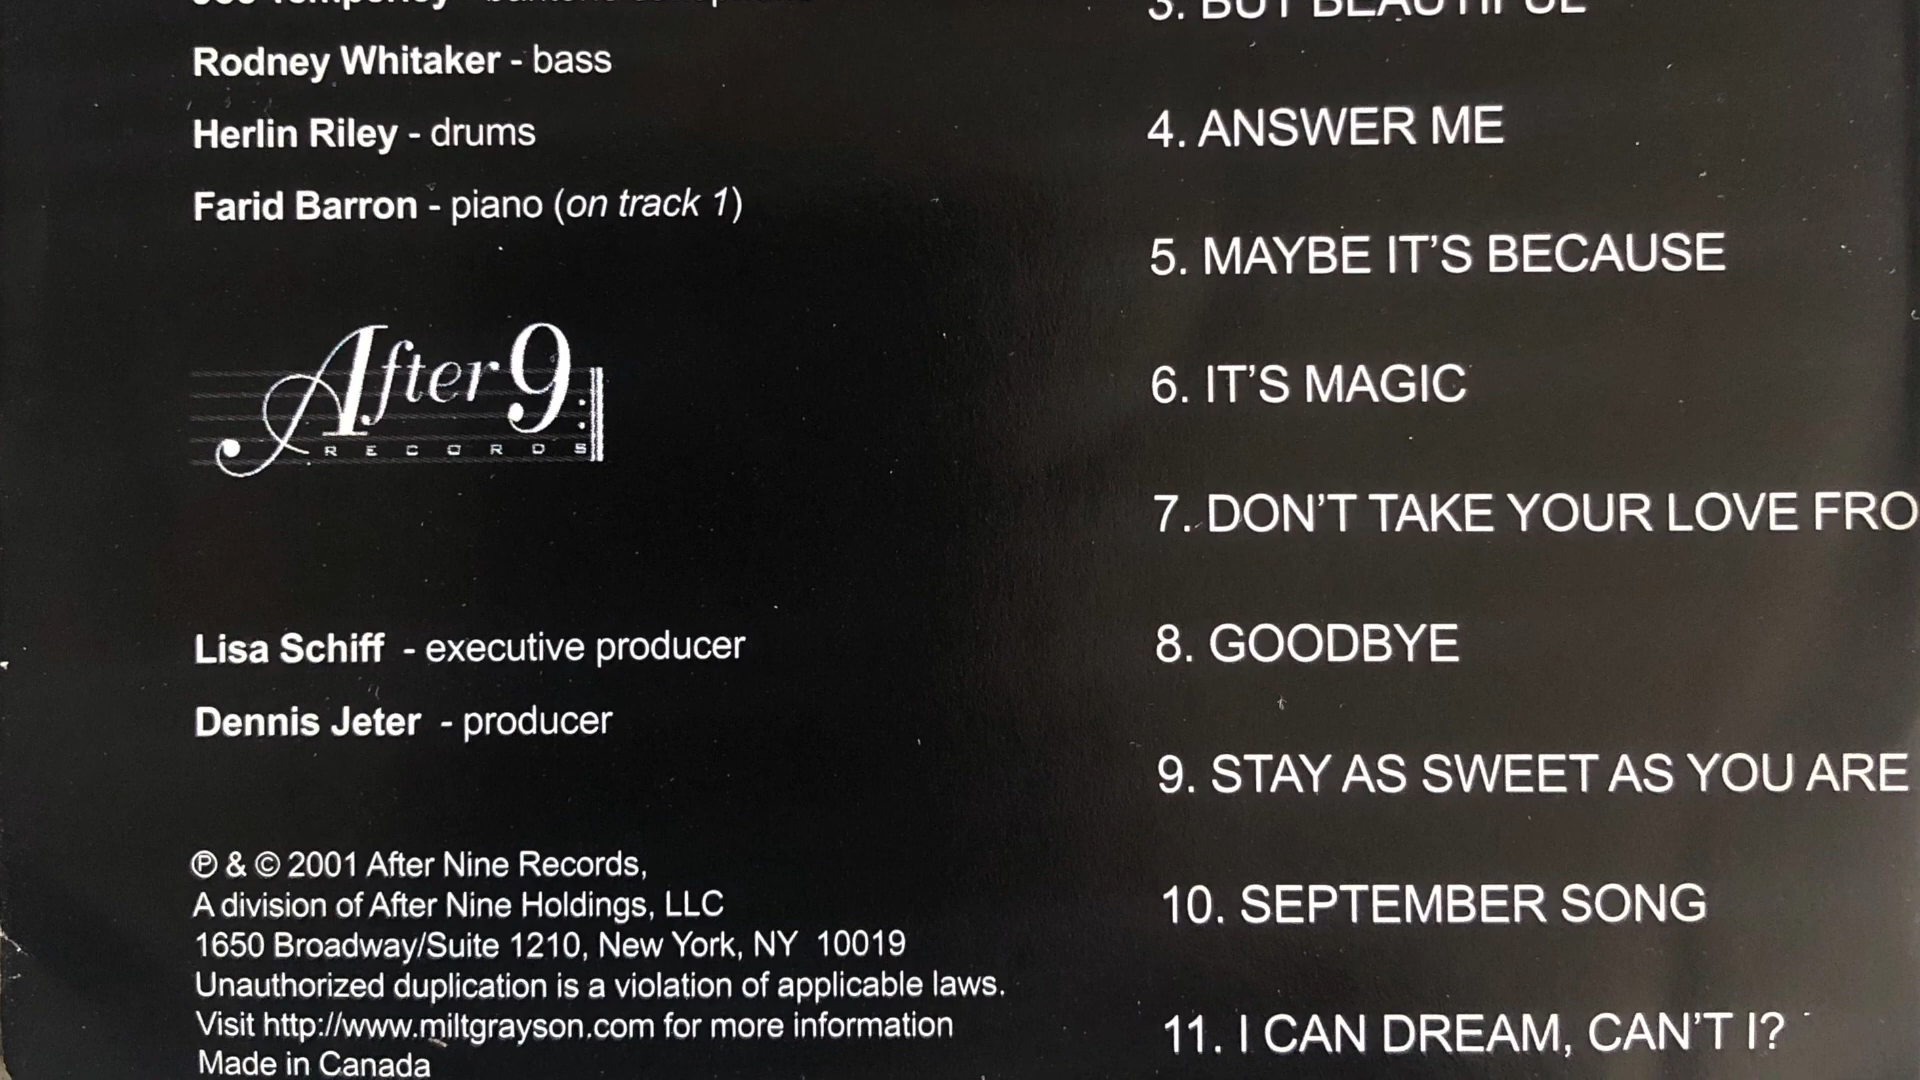 Rodney Whitaker - bass
Herlin Riley - drums
Farid Barron - piano (on track 1)
After 9
RECORDS
Lisa Schiff - executive producer
Dennis Jeter - producer
℗ & © 2001 After Nine Records,
A division of After Nine Holdings, LLC
1650 Broadway/Suite 1210, New York, NY 10019
Unauthorized duplication is a violation of applicable laws.
Visit http://www.miltgrayson.com for more information
Made in Canada
3. BUT BEAUTIFUL
4. ANSWER ME
5. MAYBE IT'S BECAUSE
6. IT'S MAGIC
7. DON'T TAKE YOUR LOVE FRO
8. GOODBYE
9. STAY AS SWEET AS YOU ARE
10. SEPTEMBER SONG
11. I CAN DREAM, CAN'T I?